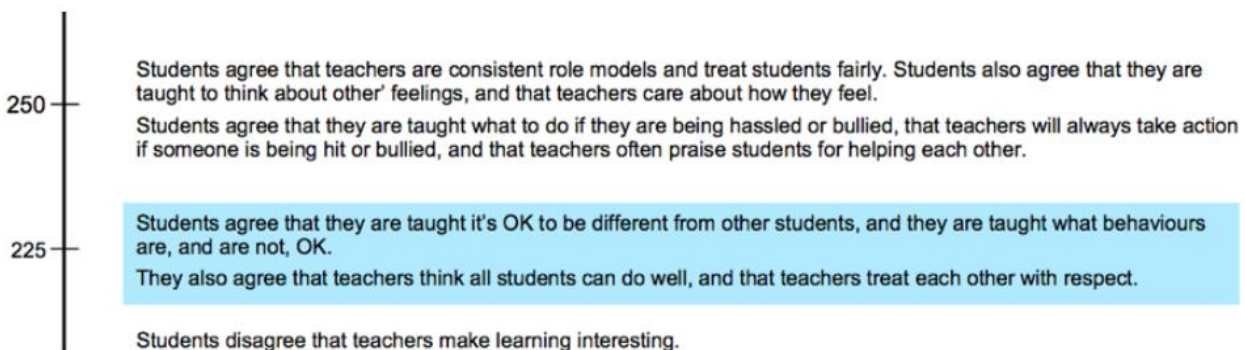 Students agree that teachers are consistent role models and treat students fairly. Students also agree that they are
250
taught to think about other' feelings, and that teachers care about how they feel.
Students agree that they are taught what to do if they are being hassled or bullied, that teachers will always take action
if someone is being hit or bullied, and that teachers often praise students for helping each other.
Students agree that they are taught it's OK to be different from other students, and they are taught what behaviours
225
are, and are not, OK.
They also agree that teachers think all students can do well, and that teachers treat each other with respect.
Students disagree that teachers make learning interesting.